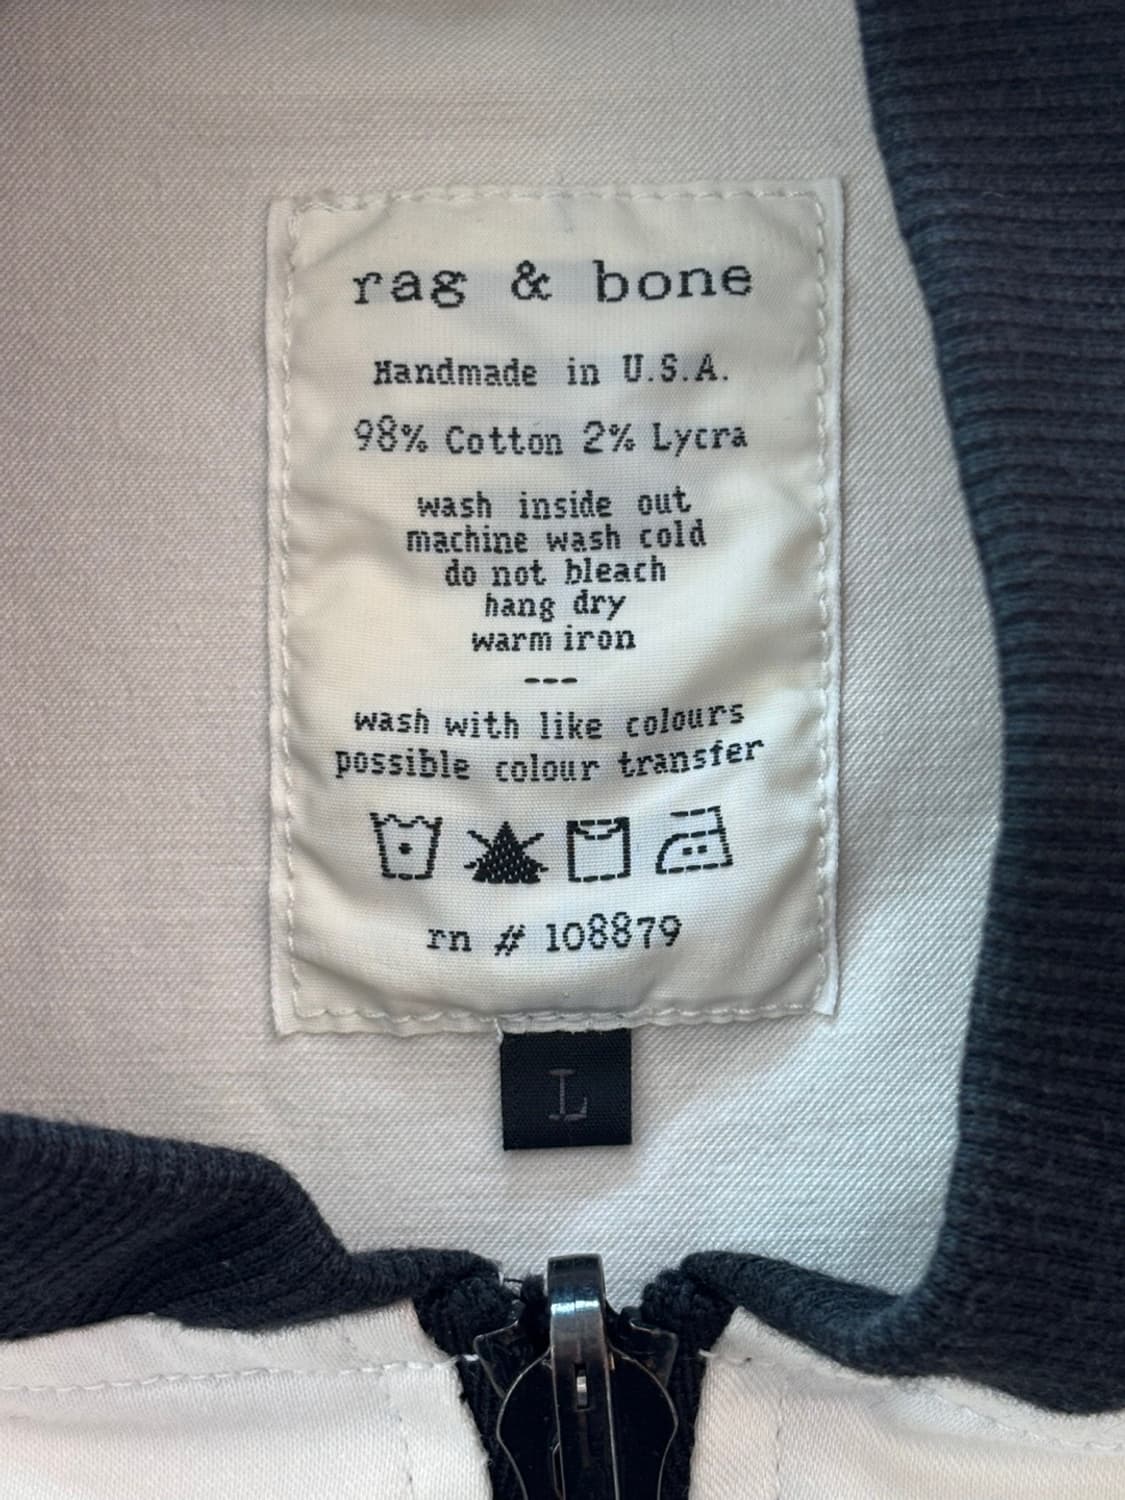 rag & bone
Handmade in U.S.A.
98% Cotton 2% Lycra
wash inside out
machine wash cold
do not bleach
hang dry
warm iron
---
wash with like colours
possible colour transfer
rn # 108879
L